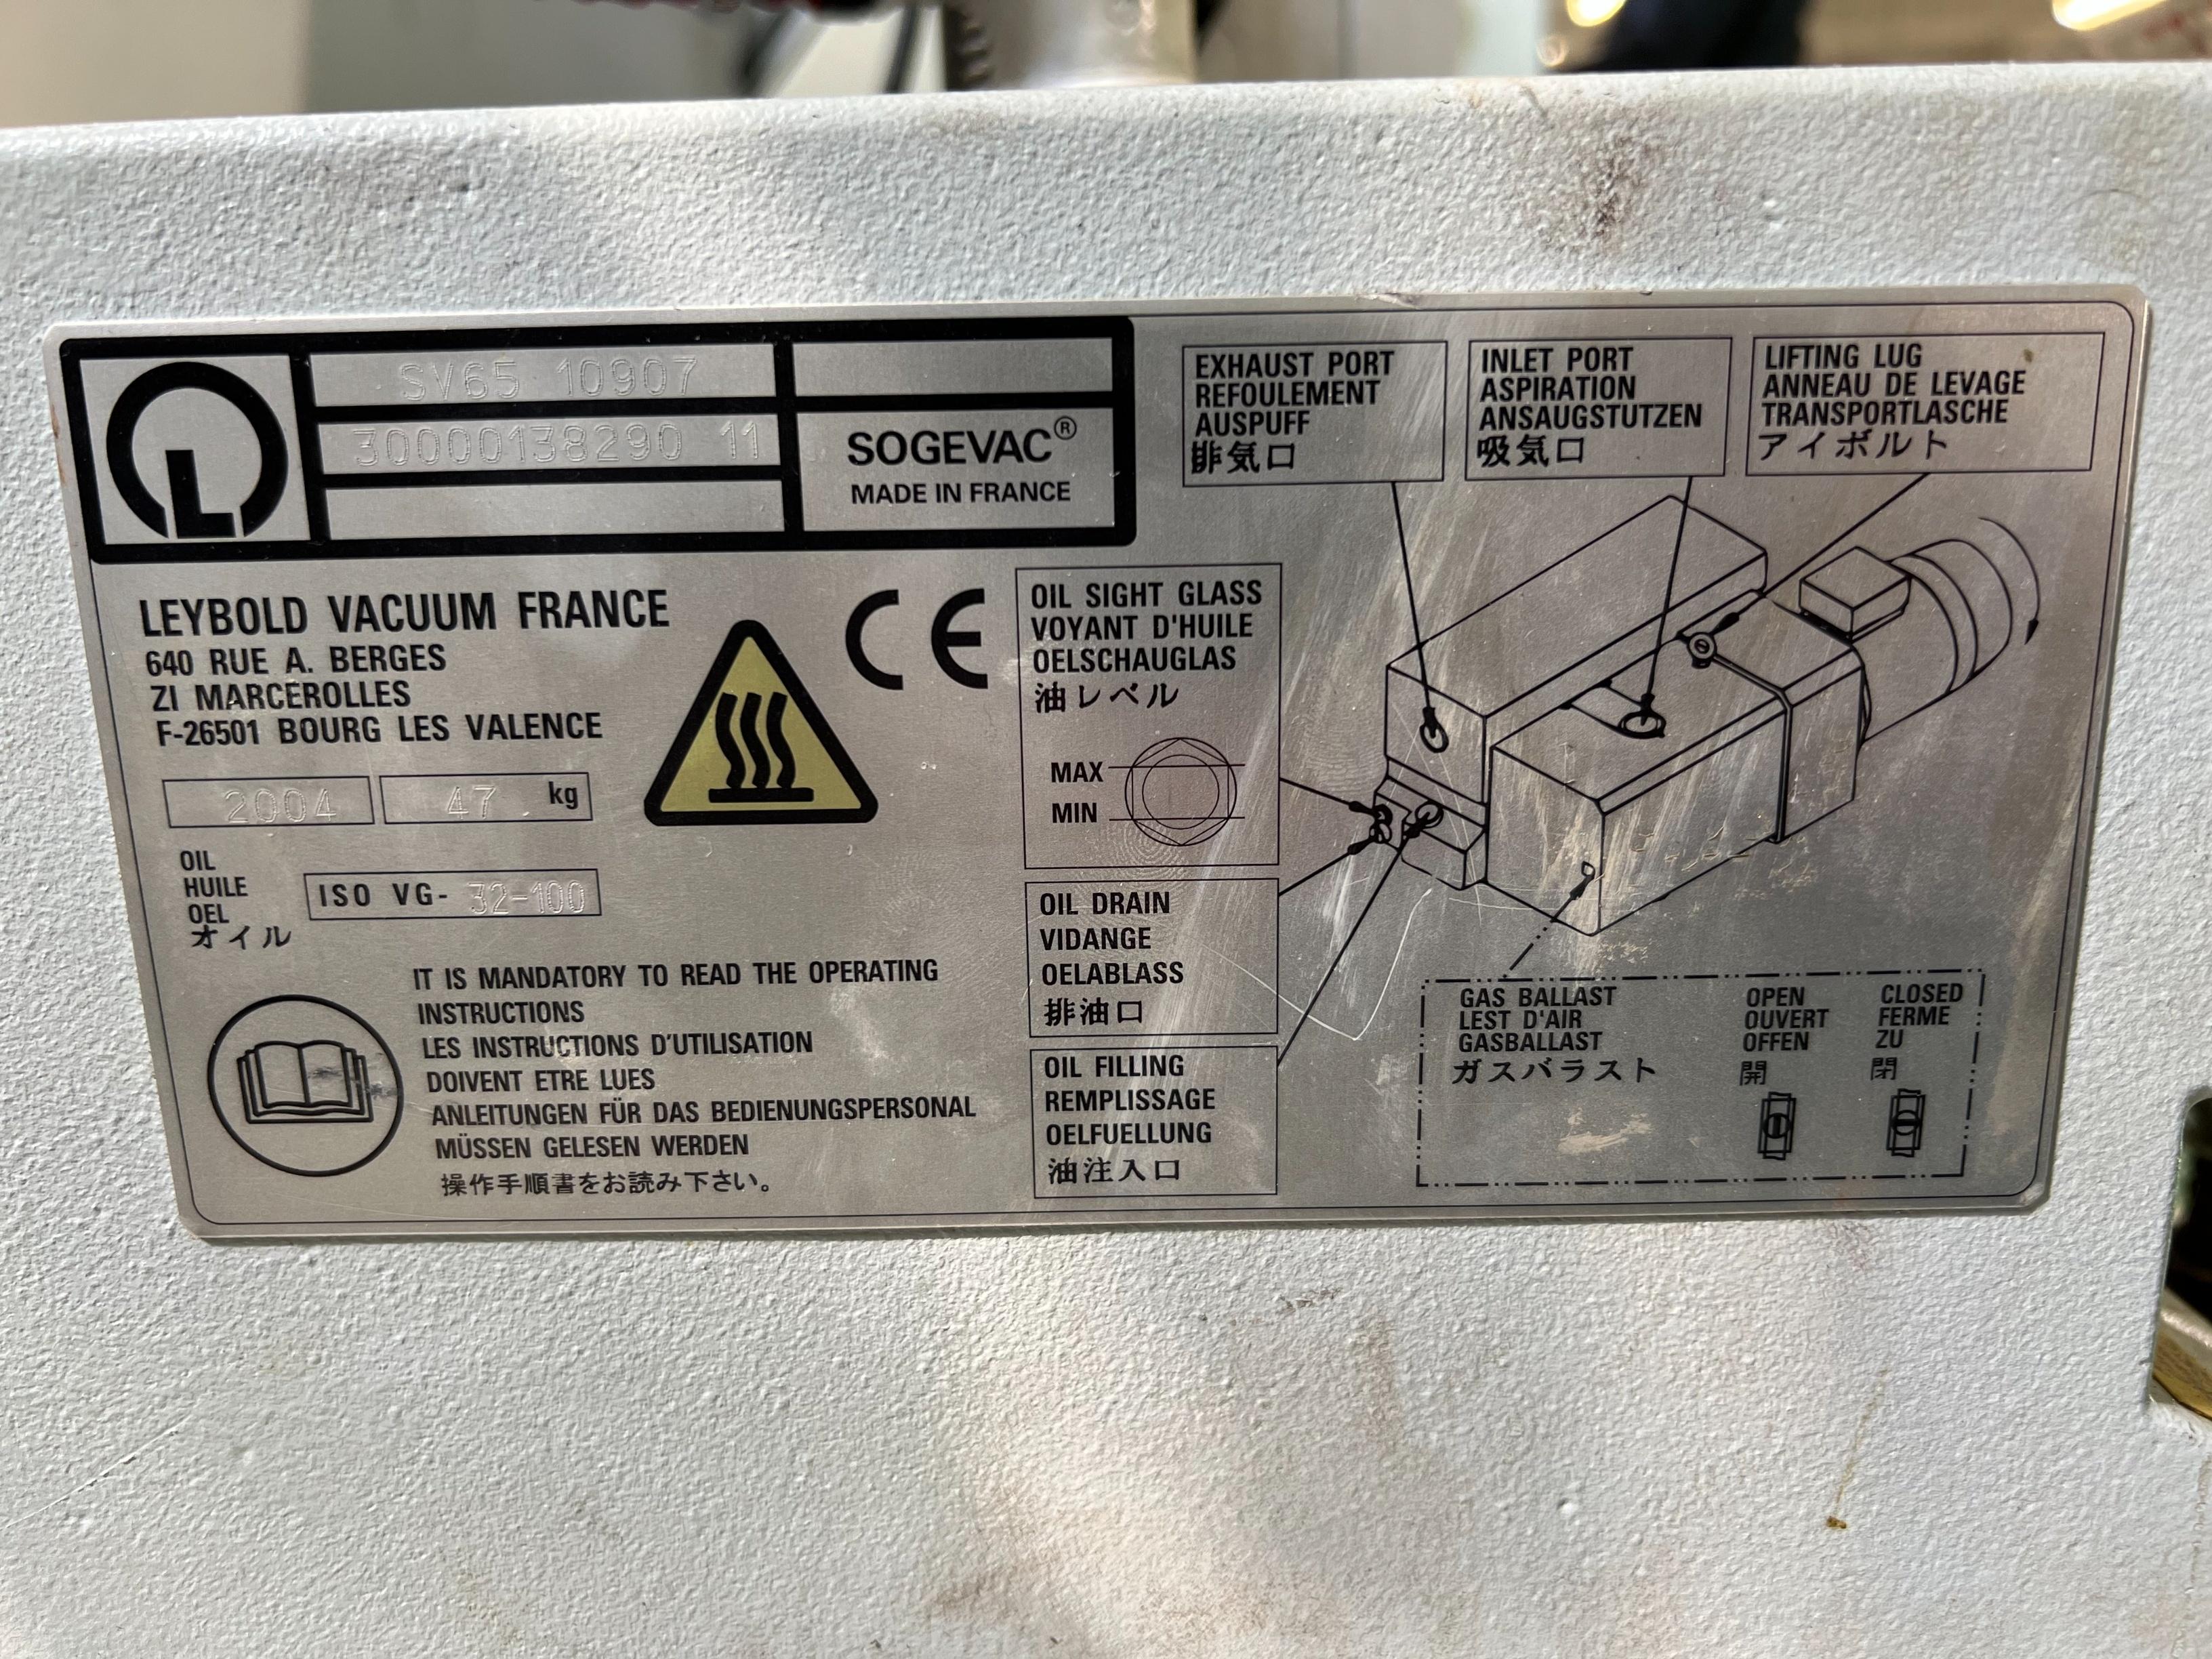 SV65 10907
30000138290 11
SOGEVAC®
MADE IN FRANCE
L
LEYBOLD VACUUM FRANCE
640 RUE A. BERGES
ZI MARCEROLLES
F-26501 BOURG LES VALENCE
CE
2004
47 kg
OIL
HUILE
OEL
オイル
ISO VG- 32-100
IT IS MANDATORY TO READ THE OPERATING
INSTRUCTIONS
LES INSTRUCTIONS D'UTILISATION
DOIVENT ETRE LUES
ANLEITUNGEN FÜR DAS BEDIENUNGSPERSONAL
MÜSSEN GELESEN WERDEN
操作手順書をお読み下さい。
EXHAUST PORT
REFOULEMENT
AUSPUFF
排気口
INLET PORT
ASPIRATION
ANSAUGSTUTZEN
吸気口
LIFTING LUG
ANNEAU DE LEVAGE
TRANSPORTLASCHE
アイボルト
OIL SIGHT GLASS
VOYANT D'HUILE
OELSCHAUGLAS
油レベル
MAX
MIN
OIL DRAIN
VIDANGE
OELABLASS
排油口
OIL FILLING
REMPLISSAGE
OELFUELLUNG
油注入口
GAS BALLAST
LEST D'AIR
GASBALLAST
ガスバラスト
OPEN
OUVERT
OFFEN
開
CLOSED
FERME
ZU
閉